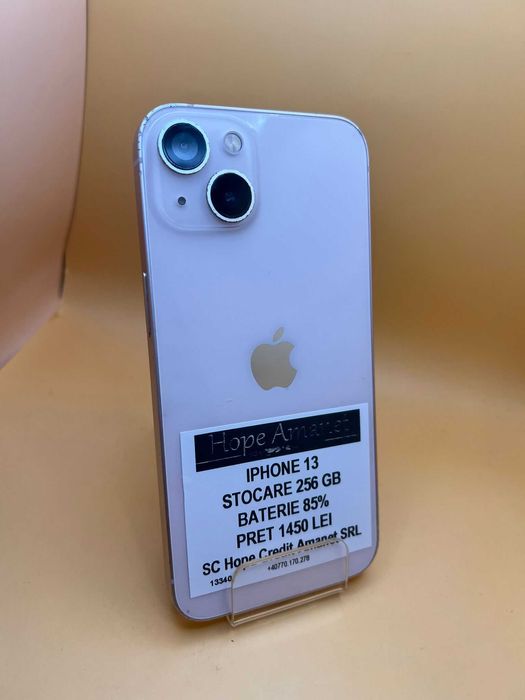 Hope Amanet
IPHONE 13
STOCARE 256 GB
BATERIE 85%
PRET 1450 LEI
SC Hope Credit Amanet SRL
13340
+40770.170.278